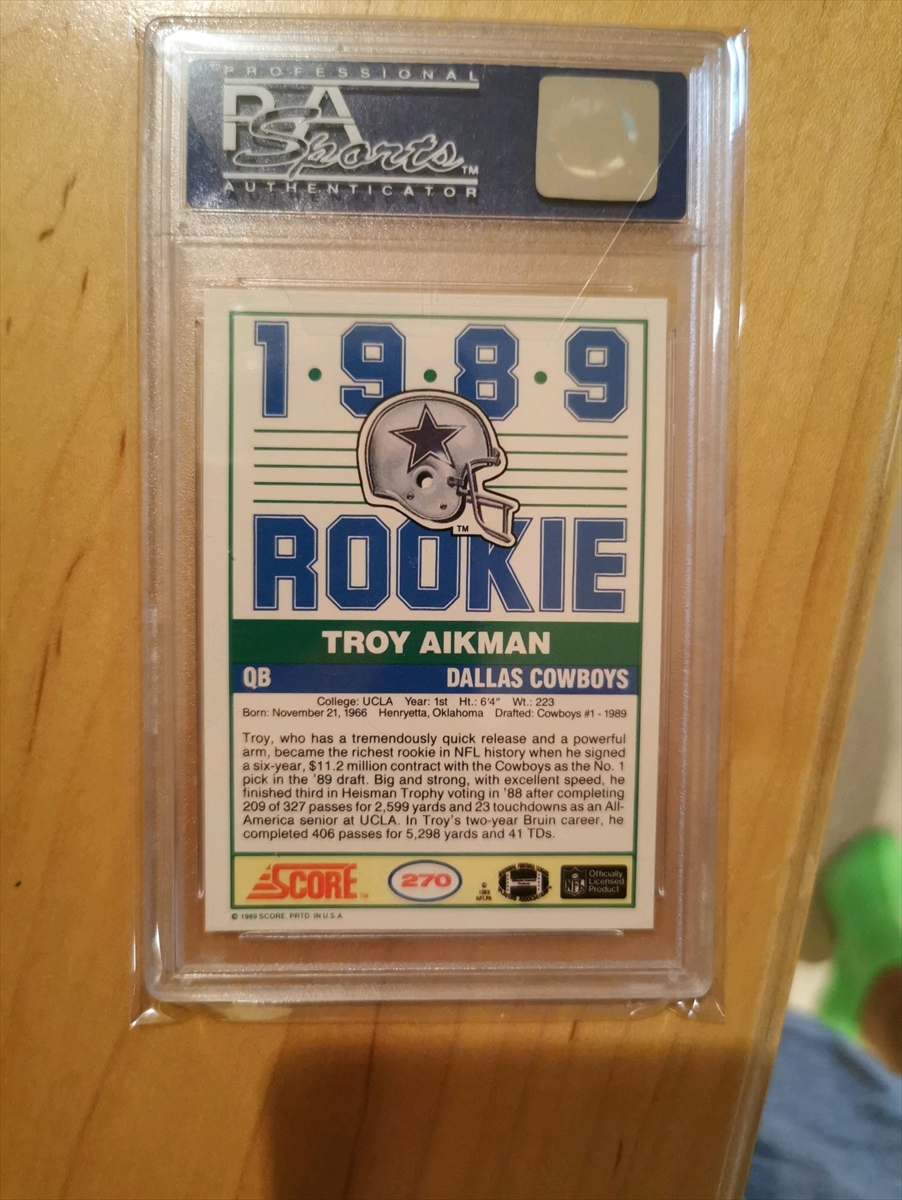 PROFESSIONAL
PSA
Sports™
AUTHENTICATOR
1·9·8·9
TM
ROOKIE
TROY AIKMAN
QB DALLAS COWBOYS
College: UCLA Year: 1st Ht.: 6'4" Wt.: 223
Born: November 21, 1966 Henryetta, Oklahoma Drafted: Cowboys #1 - 1989
Troy, who has a tremendously quick release and a powerful
arm, became the richest rookie in NFL history when he signed
a six-year, $11.2 million contract with the Cowboys as the No. 1
pick in the '89 draft. Big and strong, with excellent speed, he
finished third in Heisman Trophy voting in '88 after completing
209 of 327 passes for 2,599 yards and 23 touchdowns as an All-
America senior at UCLA. In Troy's two-year Bruin career, he
completed 406 passes for 5,298 yards and 41 TDs.
SCORE™ 270 © 1989 NFLPA NFL Officially Licensed Product
© 1989 SCORE. PRTD. IN U.S.A.